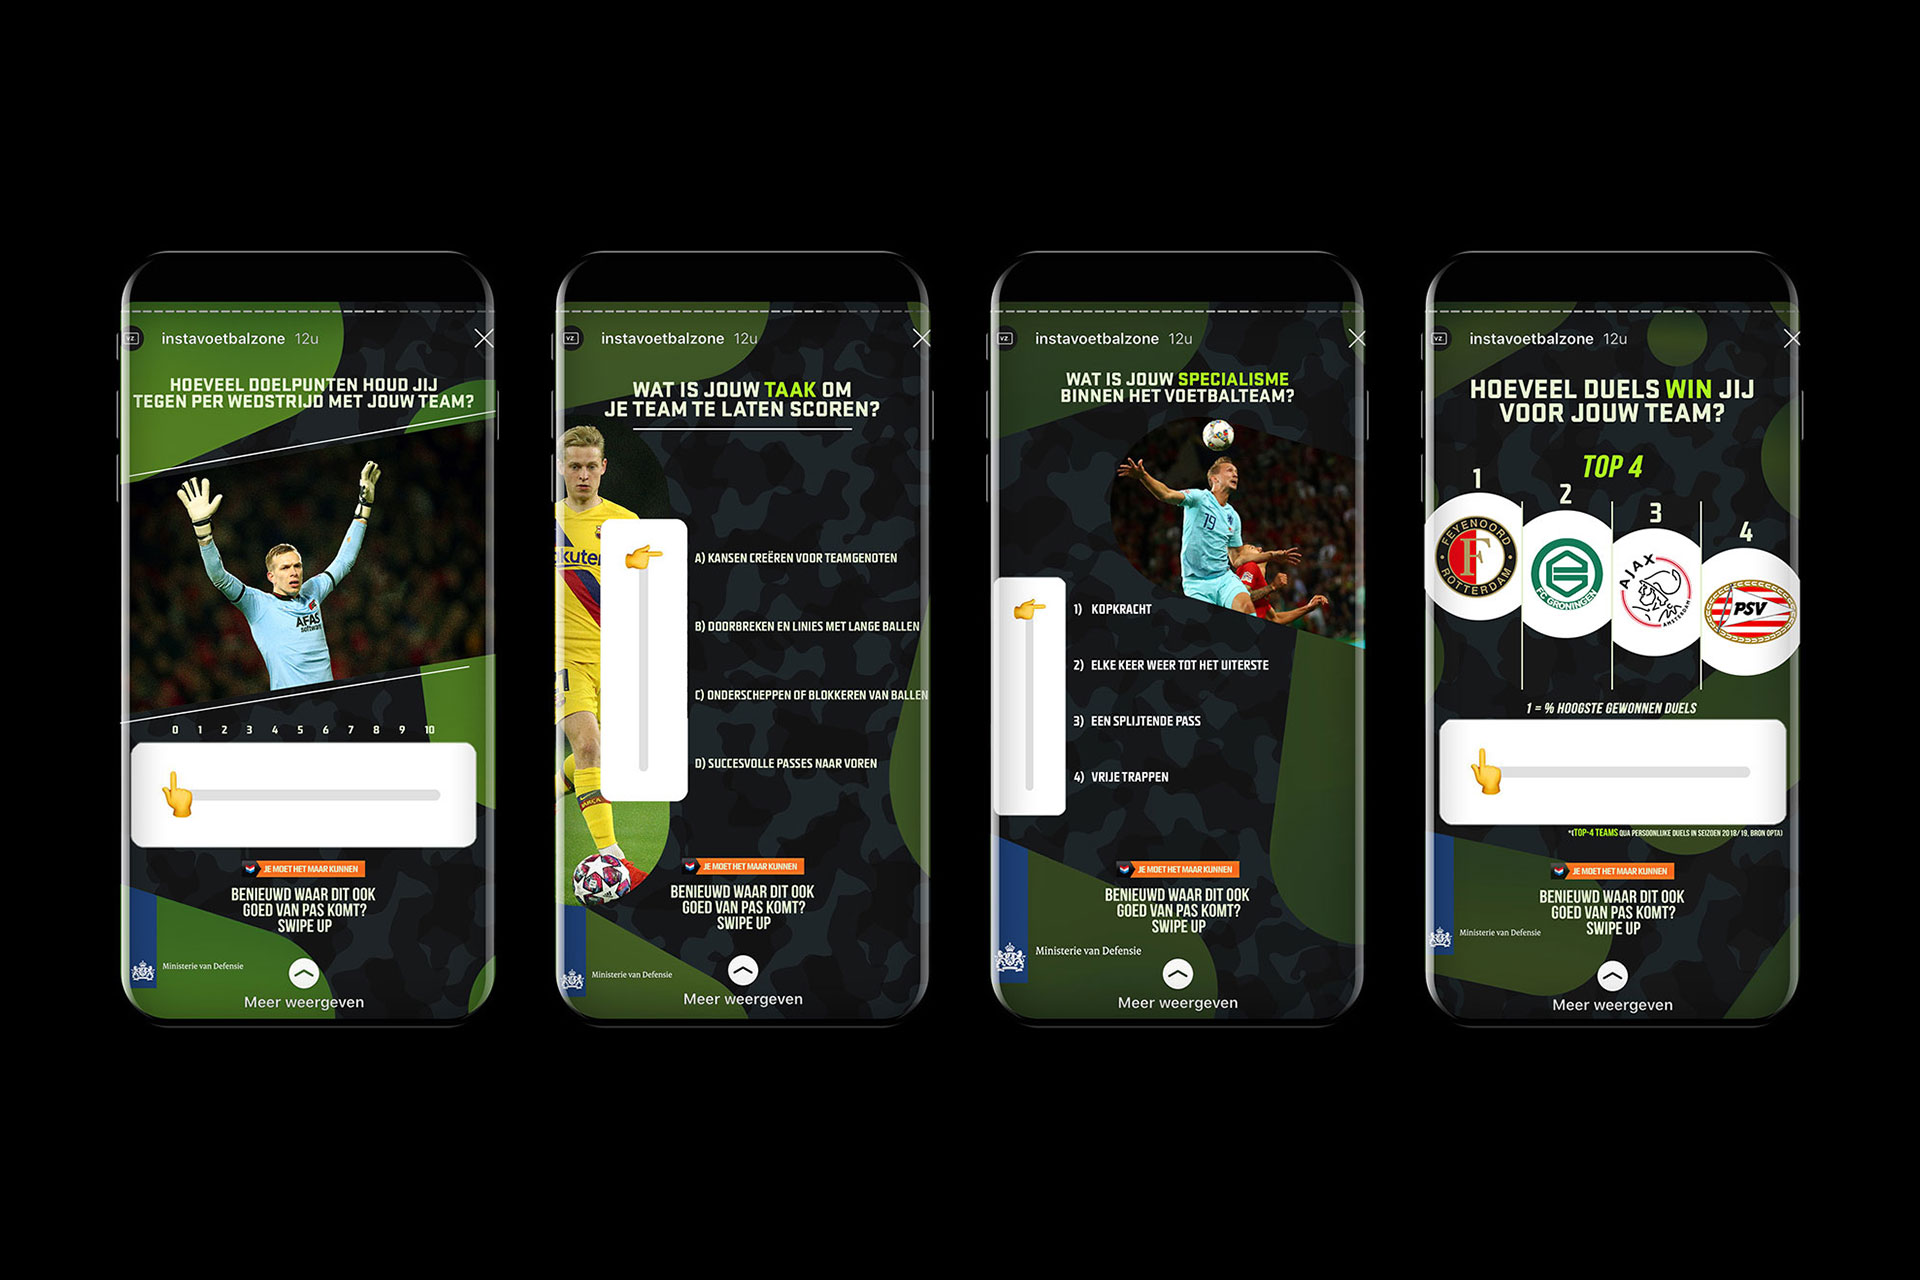 VZ
instavoetbalzone 12u
HOEVEEL DOELPUNTEN HOUD JIJ
TEGEN PER WEDSTRIJD MET JOUW TEAM?
AFAS
software
0 1 2 3 4 5 6 7 8 9 10
JE MOET HET MAAR KUNNEN
BENIEUWD WAAR DIT OOK
GOED VAN PAS KOMT?
SWIPE UP
Ministerie van Defensie
Meer weergeven
VZ
instavoetbalzone 12u
WAT IS JOUW TAAK OM
JE TEAM TE LATEN SCOREN?
kuten
A) KANSEN CREËREN VOOR TEAMGENOTEN
B) DOORBREKEN EN LINIES MET LANGE BALLEN
C) ONDERSCHEPPEN OF BLOKKEREN VAN BALLEN
D) SUCCESVOLLE PASSES NAAR VOREN
BARÇA
JE MOET HET MAAR KUNNEN
BENIEUWD WAAR DIT OOK
GOED VAN PAS KOMT?
SWIPE UP
Ministerie van Defensie
Meer weergeven
VZ
instavoetbalzone 12u
WAT IS JOUW SPECIALISME
BINNEN HET VOETBALTEAM?
19
1) KOPKRACHT
2) ELKE KEER WEER TOT HET UITERSTE
3) EEN SPLIJTENDE PASS
4) VRIJE TRAPPEN
JE MOET HET MAAR KUNNEN
BENIEUWD WAAR DIT OOK
GOED VAN PAS KOMT?
SWIPE UP
Ministerie van Defensie
Meer weergeven
VZ
instavoetbalzone 12u
HOEVEEL DUELS WIN JIJ
VOOR JOUW TEAM?
TOP 4
1
2
3
4
FEYENOORD
F
ROTTERDAM
FC GRONINGEN
AJAX
AMSTERDAM
PSV
1 = % HOOGSTE GEWONNEN DUELS
*(TOP-4 TEAMS QUA PERSOONLIJKE DUELS IN SEIZOEN 2018/19, BRON OPTA)
JE MOET HET MAAR KUNNEN
BENIEUWD WAAR DIT OOK
GOED VAN PAS KOMT?
SWIPE UP
Ministerie van Defensie
Meer weergeven